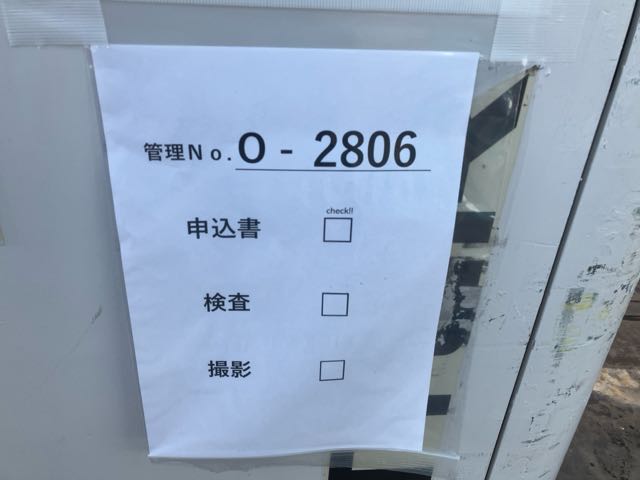 管理No. O - 2806
check!!
申込書 □
検査 □
撮影 □